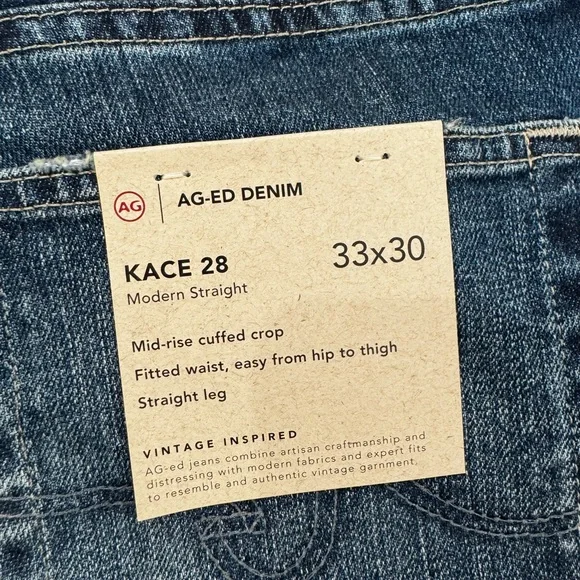 AG
AG-ED DENIM
KACE 28
33x30
Modern Straight
Mid-rise cuffed crop
Fitted waist, easy from hip to thigh
Straight leg
VINTAGE INSPIRED
AG-ed jeans combine artisan craftmanship and
distressing with modern fabrics and expert fits
to resemble and authentic vintage garnment.